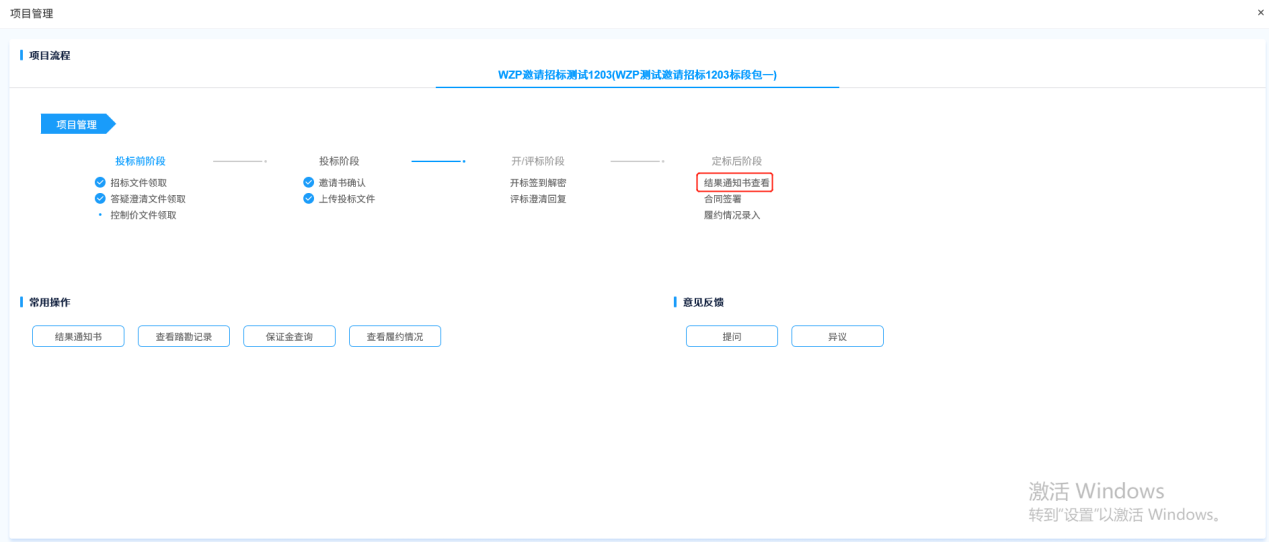 项目管理
×
项目流程
WZP邀请招标测试1203(WZP测试邀请招标1203标段包一)
项目管理
投标前阶段 投标阶段 开/评标阶段 定标后阶段
招标文件领取 邀请书确认 开标签到解密 结果通知书查看
答疑澄清文件领取 上传投标文件 评标澄清回复 合同签署
控制价文件领取 履约情况录入
常用操作 意见反馈
结果通知书 查看踏勘记录 保证金查询 查看履约情况 提问 异议
激活 Windows
转到"设置"以激活 Windows。